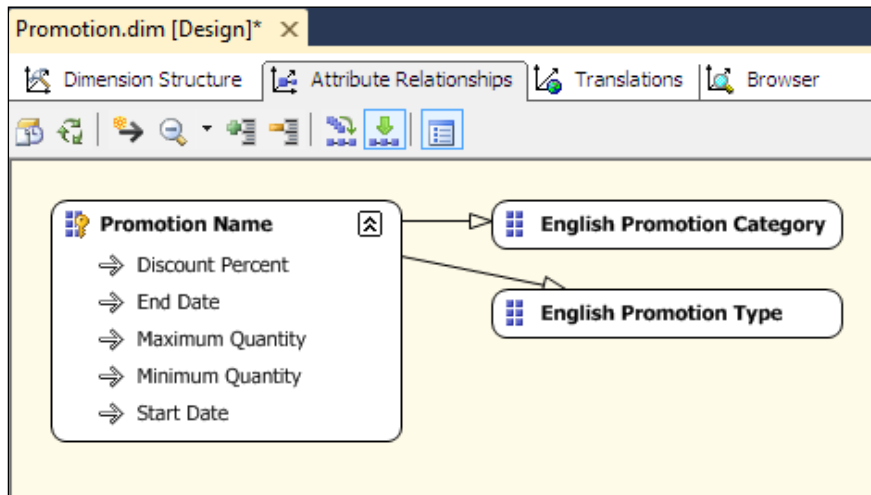 Promotion.dim [Design]*
Dimension Structure Attribute Relationships Translations Browser
Promotion Name
Discount Percent
End Date
Maximum Quantity
Minimum Quantity
Start Date
English Promotion Category
English Promotion Type